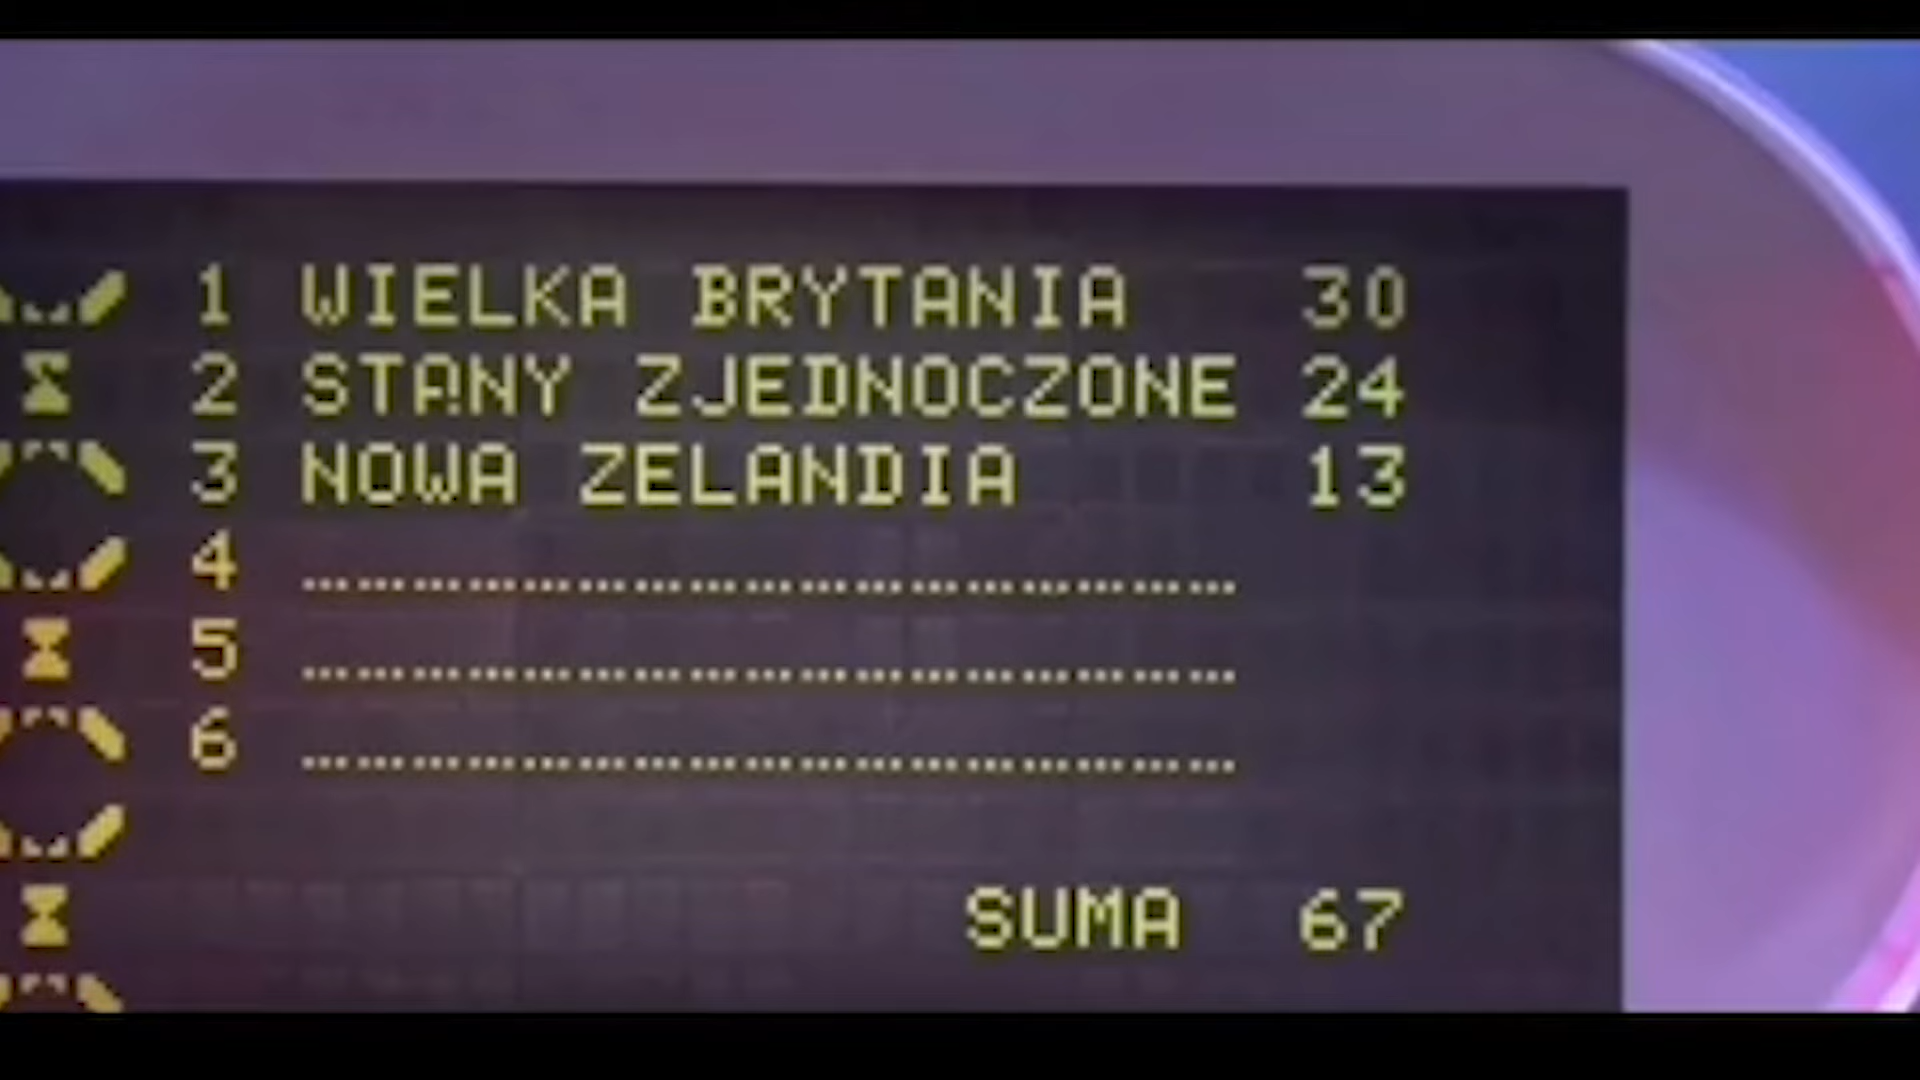 1 WIELKA BRYTANIA 30
2 STANY ZJEDNOCZONE 24
3 NOWA ZELANDIA 13
4 .................
5 .................
6 .................
SUMA 67